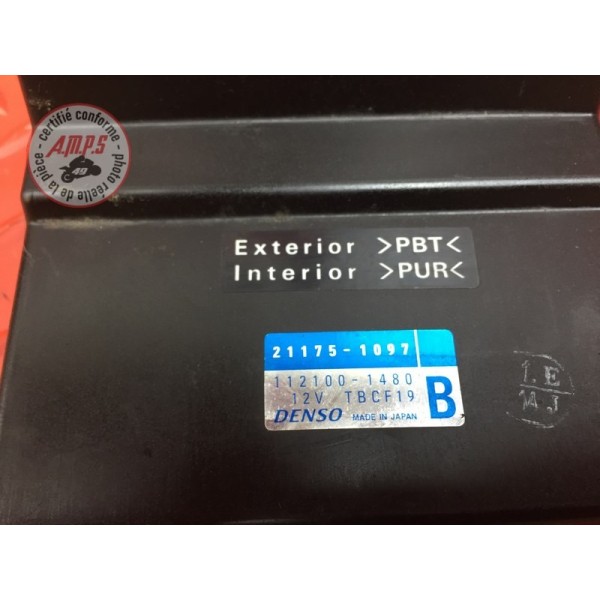 certifié conforme -
A.M.P.S
49
photo réelle de la pièce -
Exterior >PBT<
Interior >PUR<
21175-1097
112100-1480
12V TBCF19
DENSO MADE IN JAPAN
B
1.E
14 J